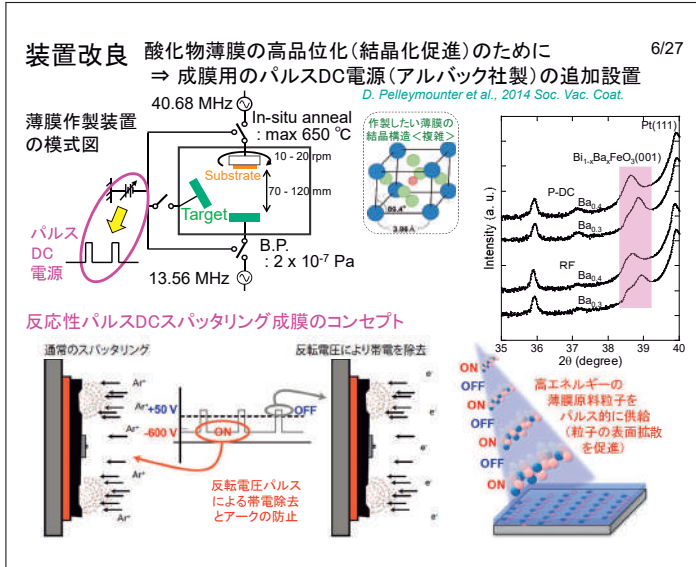 装置改良 酸化物薄膜の高品位化(結晶化促進)のために
6/27
⇒ 成膜用のパルスDC電源(アルバック社製)の追加設置
D. Pelleymounter et al., 2014 Soc. Vac. Coat.
薄膜作製装置
の模式図
40.68 MHz
In-situ anneal
: max 650 ℃
10 - 20 rpm
Substrate
70 - 120 mm
Target
B.P.
: 2 x 10⁻⁷ Pa
13.56 MHz
パルス
DC
電源
作製したい薄膜の
結晶構造<複雑>
89.4°
3.98 Å
Pt(111)
Bi₁₋ₓBaₓFeO₃(001)
P-DC
Ba₀.₄
Ba₀.₃
RF
Ba₀.₄
Ba₀.₃
Intensity (a. u.)
35 36 37 38 39 40
2θ (degree)
反応性パルスDCスパッタリング成膜のコンセプト
通常のスパッタリング
反転電圧により帯電を除去
Ar⁺
Ar⁺
Ar⁺
Ar⁺
Ar⁺
+50 V
-600 V
ON
OFF
反転電圧パルス
による帯電除去
とアークの防止
e⁻
e⁻
e⁻
e⁻
e⁻
ON
OFF
ON
OFF
ON
OFF
ON
高エネルギーの
薄膜原料粒子を
パルス的に供給
(粒子の表面拡散
を促進)